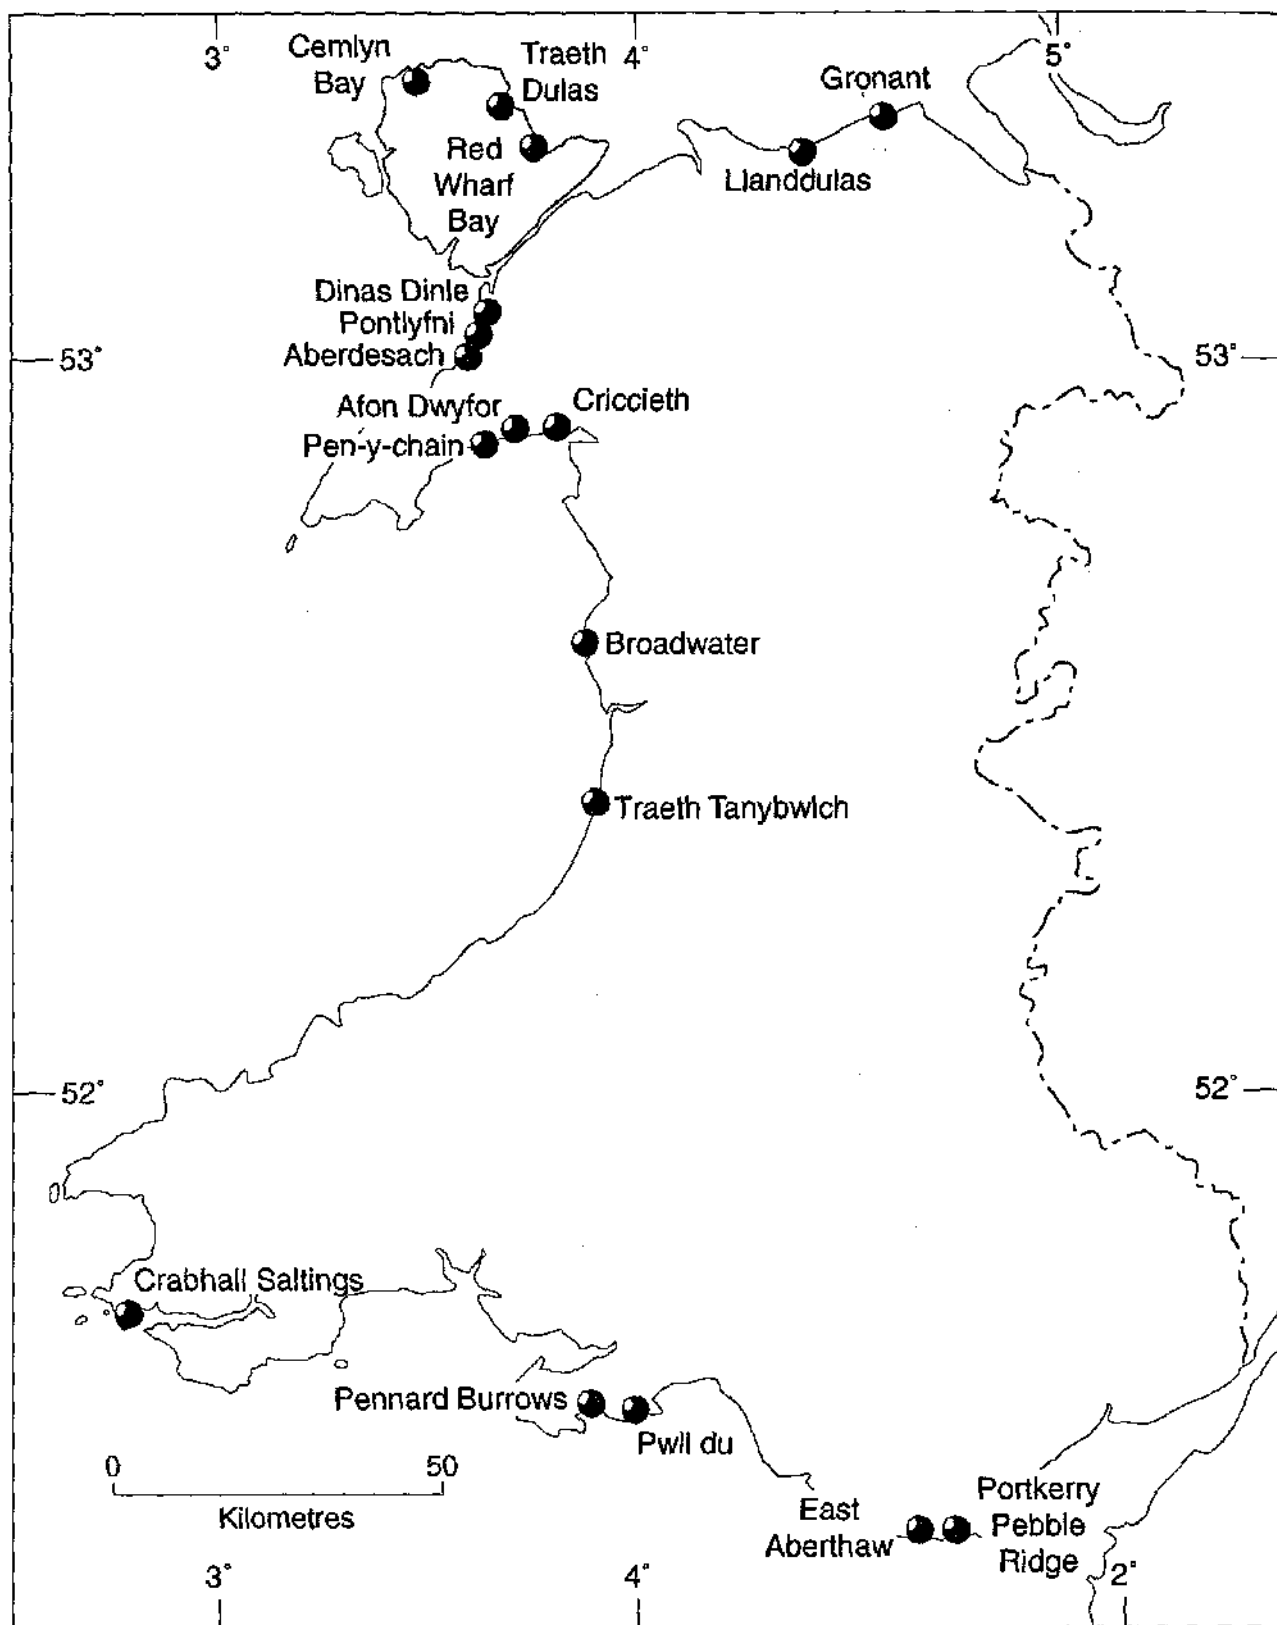 3°
4°
5°
Cemlyn
Bay
Traeth
Dulas
Gronant
Red
Wharf
Bay
Llanddulas
Dinas Dinle
Pontlyfni
Aberdesach
53°
53°
Afon Dwyfor
Criccieth
Pen-y-chain
Broadwater
Traeth Tanybwlch
52°
52°
Crabhall Saltings
Pennard Burrows
Pwll du
0
50
Kilometres
East
Aberthaw
Portkerry
Pebble
Ridge
3°
4°
2°